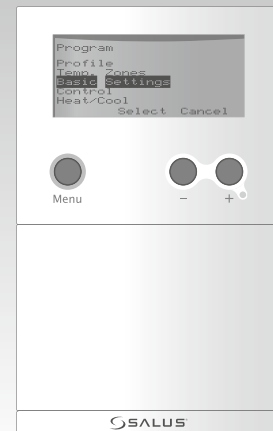 Program
Profile
Temp. Zones
Basic Settings
Control
Heat/Cool
Select Cancel
Menu - +
SALUS